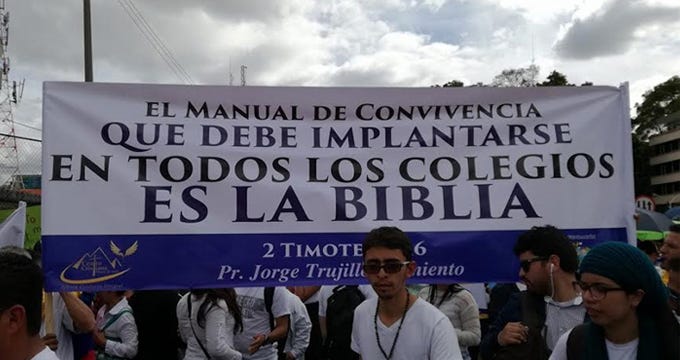 EL MANUAL DE CONVIVENCIA
QUE DEBE IMPLANTARSE
EN TODOS LOS COLEGIOS
ES LA BIBLIA
2 TIMOTE 6
Pr. Jorge Trujill miento